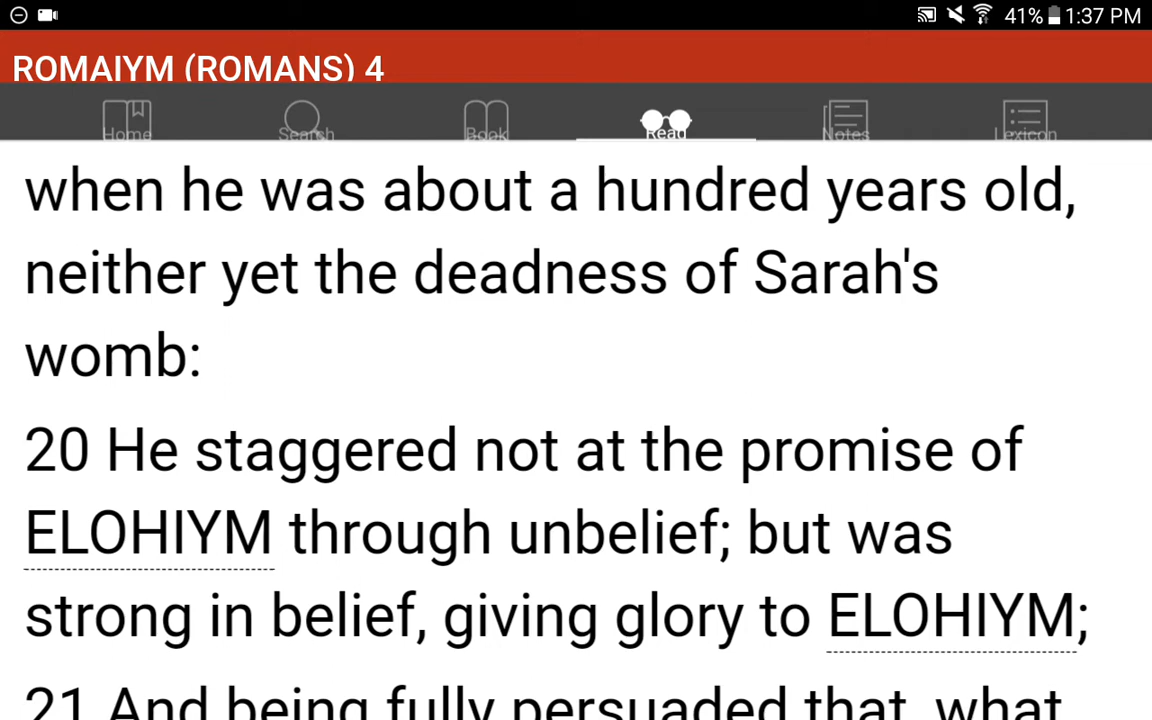 41% 1:37 PM
ROMAIYM (ROMANS) 4
Home Search Book Read Notes Lexicon
when he was about a hundred years old,
neither yet the deadness of Sarah's
womb:
20 He staggered not at the promise of
ELOHIYM through unbelief; but was
strong in belief, giving glory to ELOHIYM;
21 And being fully persuaded that, what